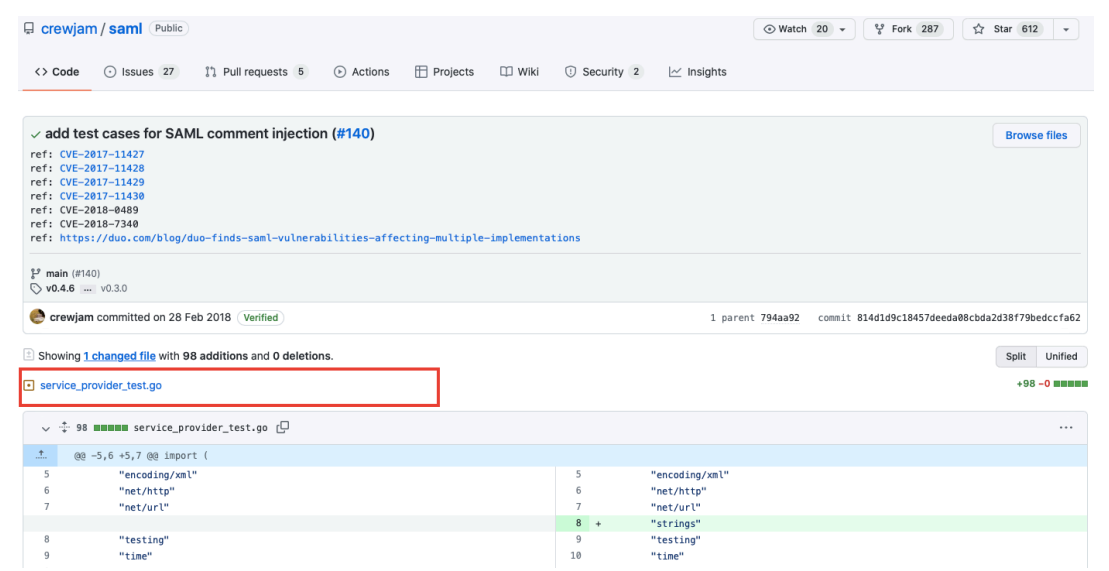 crewjam / saml Public
Watch 20 Fork 287 Star 612
Code Issues 27 Pull requests 5 Actions Projects Wiki Security 2 Insights
add test cases for SAML comment injection (#140)
Browse files
ref: CVE-2017-11427
ref: CVE-2017-11428
ref: CVE-2017-11429
ref: CVE-2017-11430
ref: CVE-2018-0489
ref: CVE-2018-7340
ref: https://duo.com/blog/duo-finds-saml-vulnerabilities-affecting-multiple-implementations
main (#140)
v0.4.6 ... v0.3.0
crewjam committed on 28 Feb 2018 Verified
1 parent 794aa92 commit 814d1d9c18457deeda08cbda2d38f79bedccfa62
Showing 1 changed file with 98 additions and 0 deletions.
Split Unified
service_provider_test.go
+98 −0
98 service_provider_test.go
@@ -5,6 +5,7 @@ import (
5 "encoding/xml" 5 "encoding/xml"
6 "net/http" 6 "net/http"
7 "net/url" 7 "net/url"
8 + "strings"
8 "testing" 9 "testing"
9 "time" 10 "time"